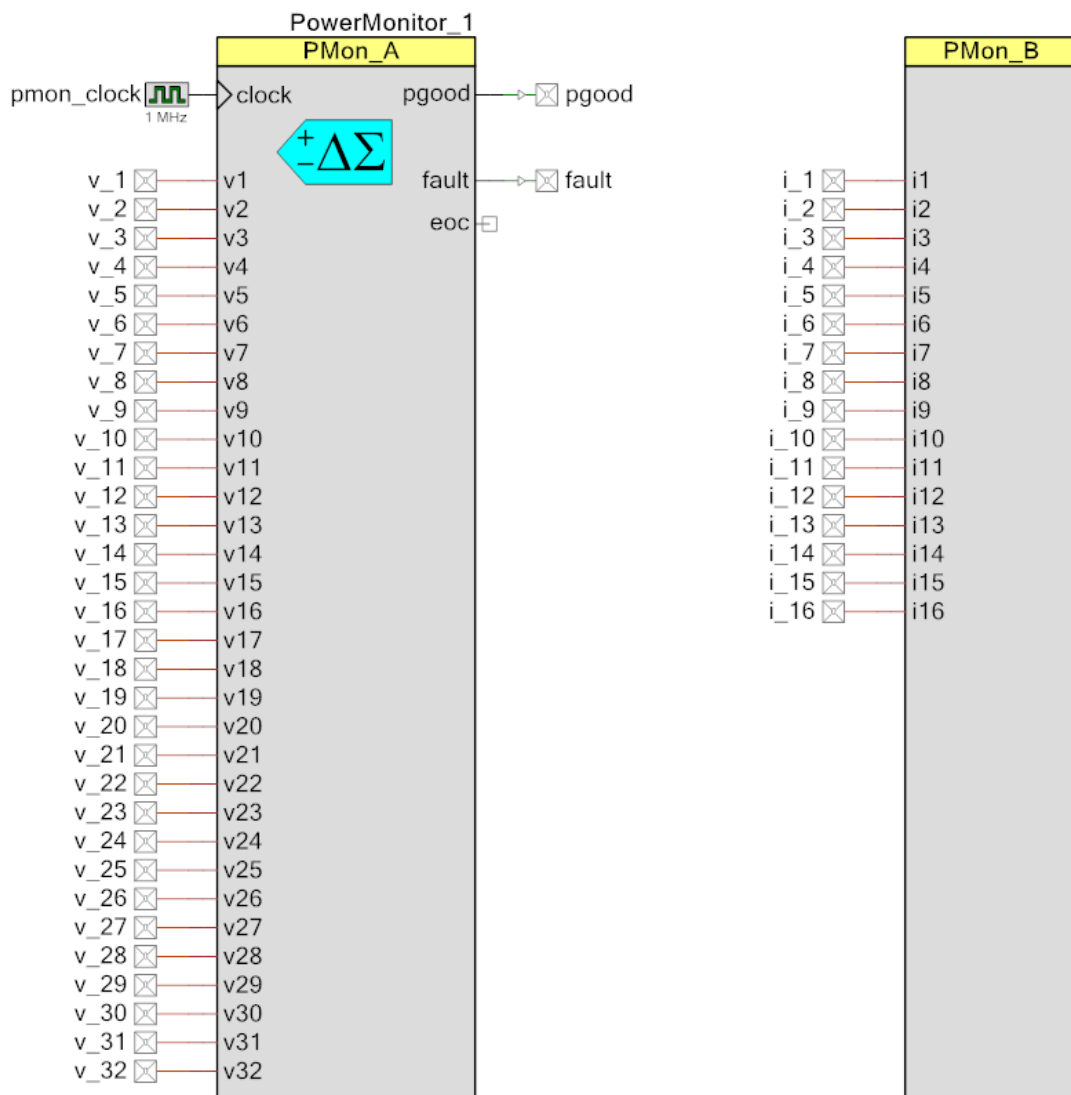 PowerMonitor_1
PMon_A
PMon_B
pmon_clock
1 MHz
clock
pgood
pgood
+
−
ΔΣ
fault
fault
eoc
v_1 v1
v_2 v2
v_3 v3
v_4 v4
v_5 v5
v_6 v6
v_7 v7
v_8 v8
v_9 v9
v_10 v10
v_11 v11
v_12 v12
v_13 v13
v_14 v14
v_15 v15
v_16 v16
v_17 v17
v_18 v18
v_19 v19
v_20 v20
v_21 v21
v_22 v22
v_23 v23
v_24 v24
v_25 v25
v_26 v26
v_27 v27
v_28 v28
v_29 v29
v_30 v30
v_31 v31
v_32 v32
i_1 i1
i_2 i2
i_3 i3
i_4 i4
i_5 i5
i_6 i6
i_7 i7
i_8 i8
i_9 i9
i_10 i10
i_11 i11
i_12 i12
i_13 i13
i_14 i14
i_15 i15
i_16 i16